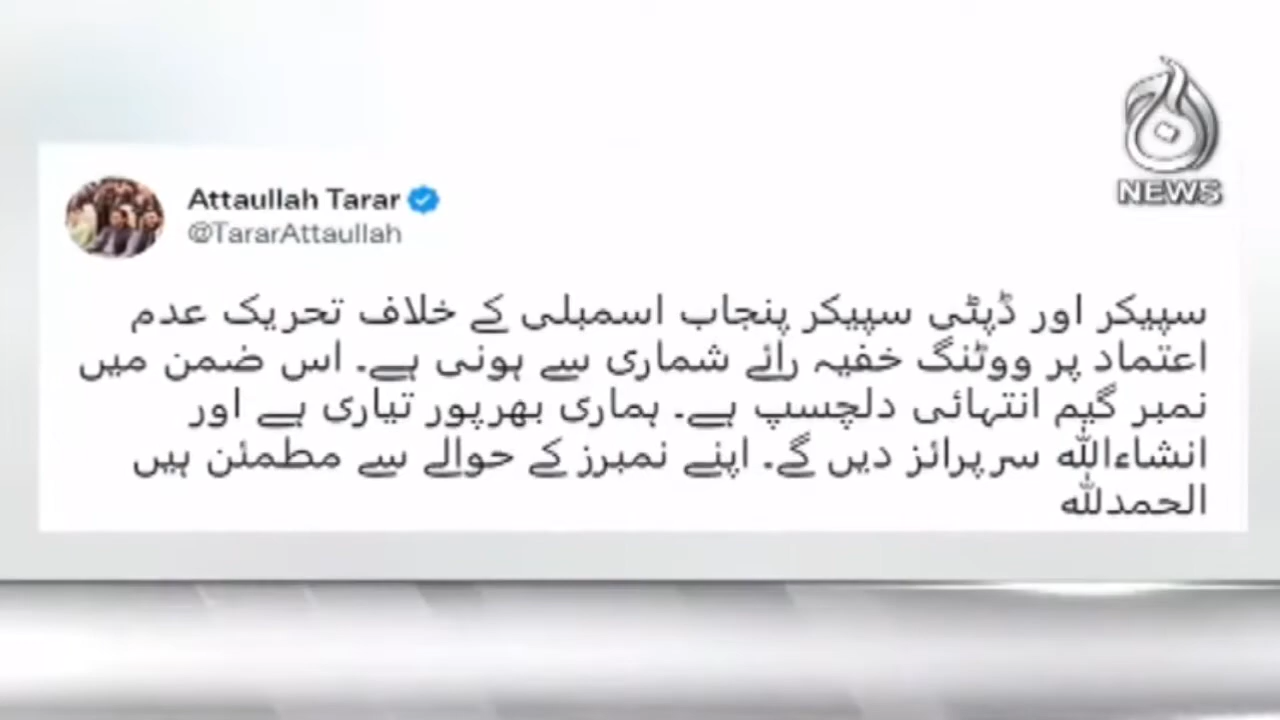 ن
NEWS
Attaullah Tarar
@TararAttaullah
سپیکر اور ڈپٹی سپیکر پنجاب اسمبلی کے خلاف تحریک عدم
اعتماد پر ووٹنگ خفیہ رائے شماری سے ہونی ہے۔ اس ضمن میں
نمبر گیم انتہائی دلچسپ ہے۔ ہماری بھرپور تیاری ہے اور
انشاءاللّٰہ سرپرائز دیں گے۔ اپنے نمبرز کے حوالے سے مطمئن ہیں
الحمدللّٰہ